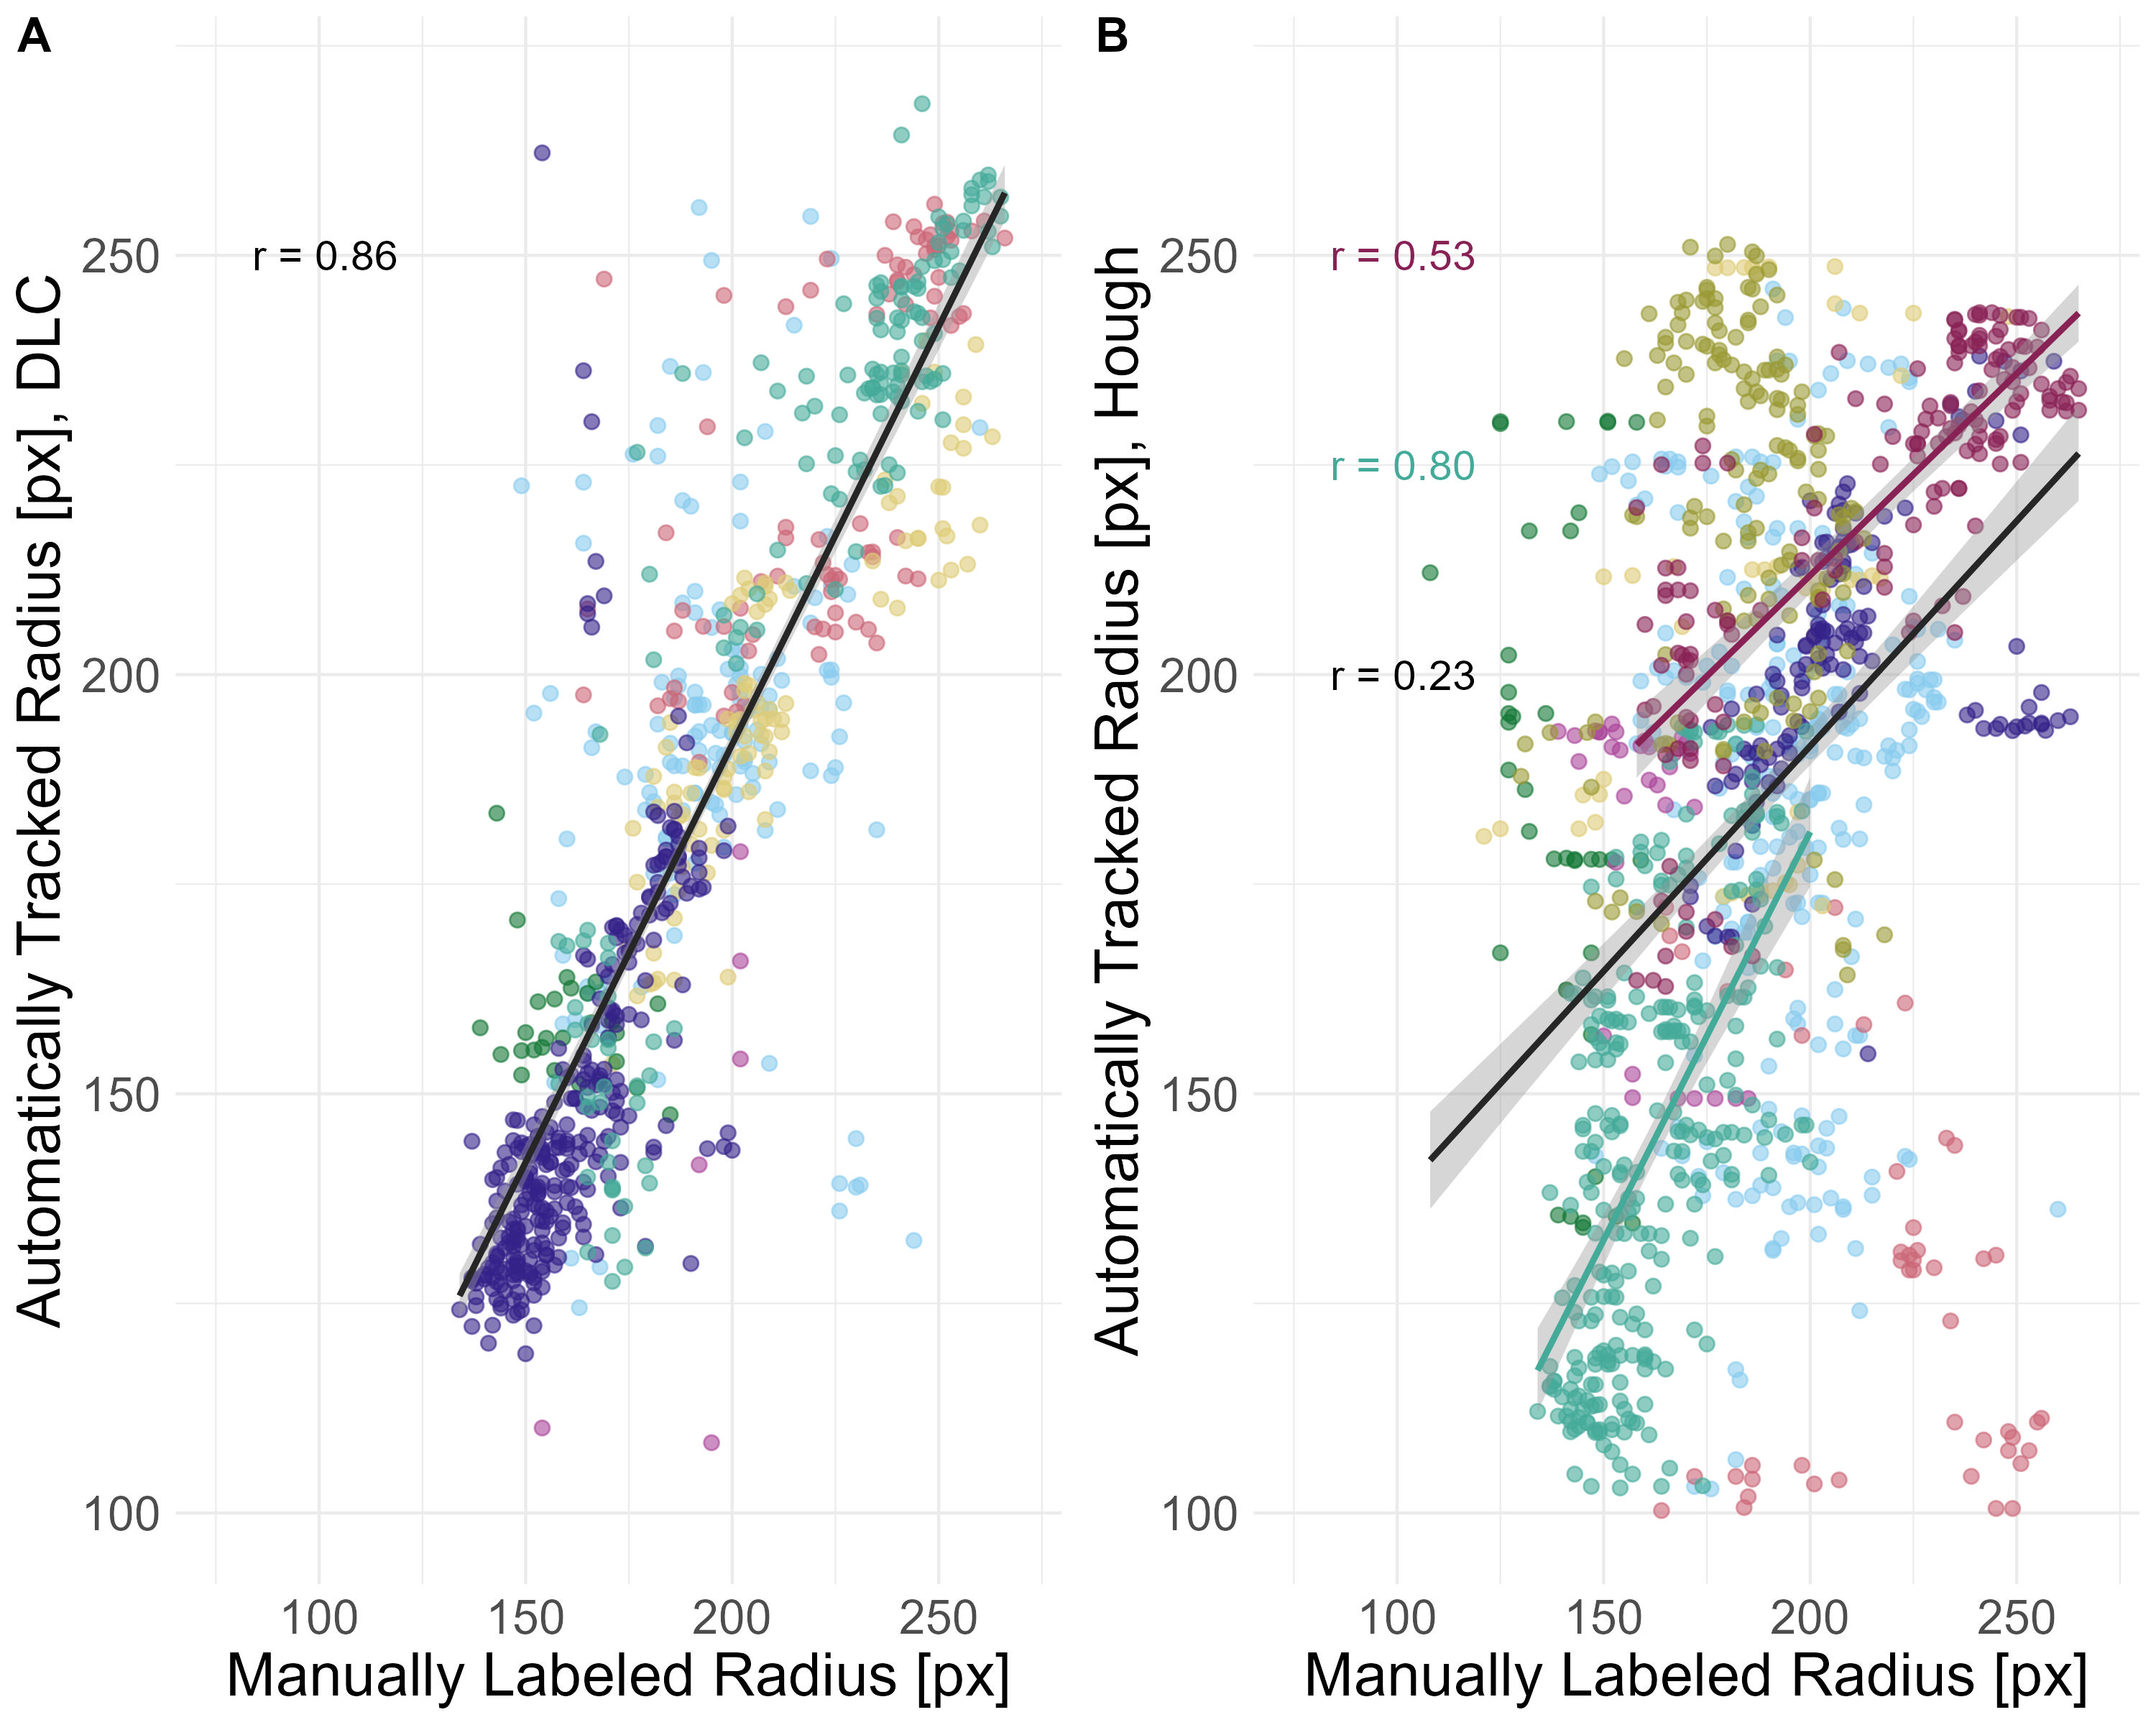 A
Automatically Tracked Radius [px], DLC
250
200
150
100
r = 0.86
100 150 200 250
Manually Labeled Radius [px]
B
Automatically Tracked Radius [px], Hough
250
200
150
100
r = 0.53
r = 0.80
r = 0.23
100 150 200 250
Manually Labeled Radius [px]